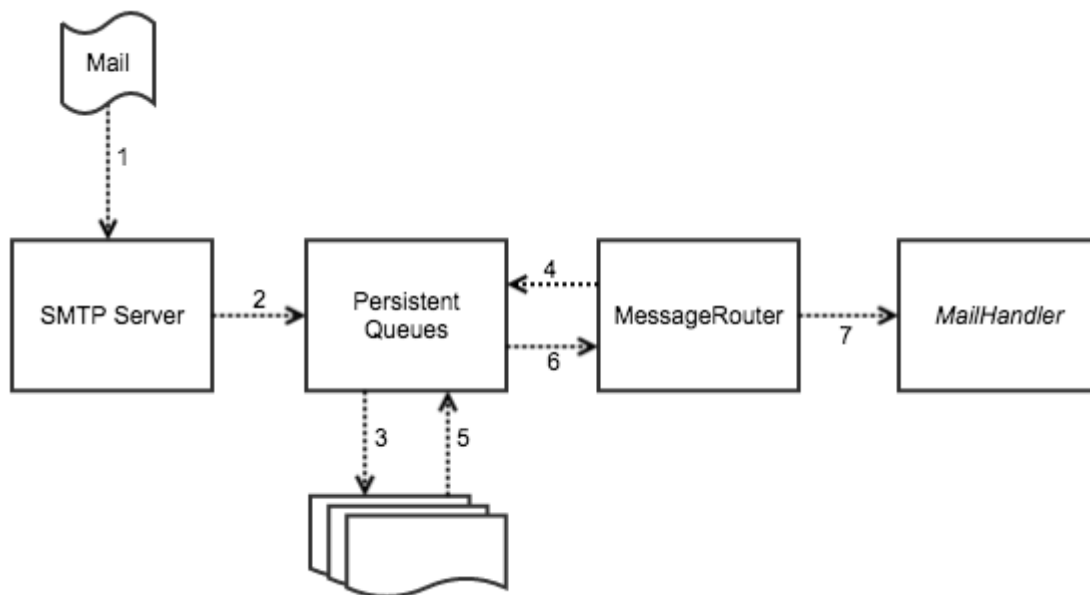 Mail
1
SMTP Server
2
Persistent
Queues
4
6
MessageRouter
7
MailHandler
3
5